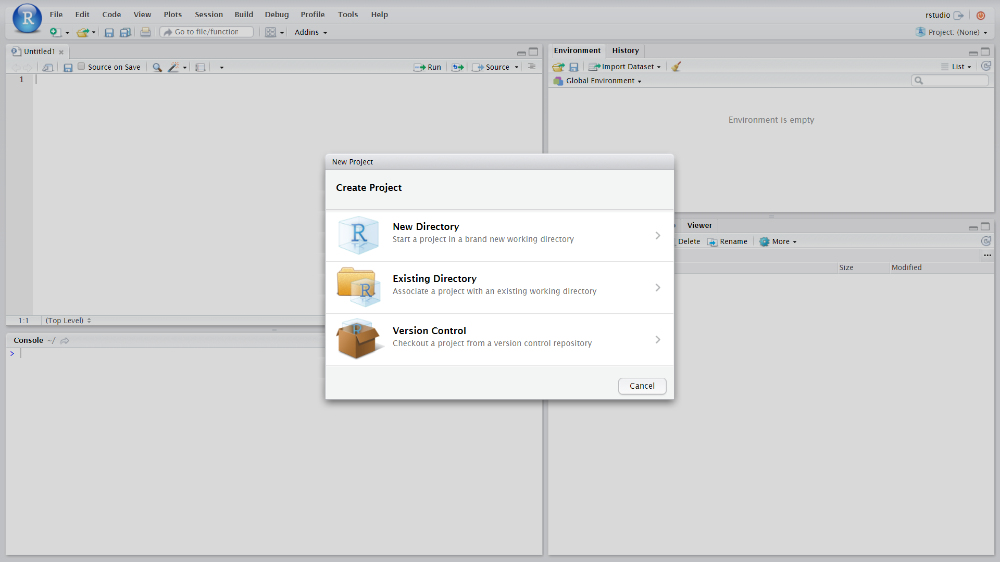 R
File Edit Code View Plots Session Build Debug Profile Tools Help
rstudio
Go to file/function
Addins
Project: (None)
Untitled1
Source on Save
Run
Source
1
Environment History
Import Dataset
List
Global Environment
Environment is empty
New Project
Create Project
New Directory
Start a project in a brand new working directory
Existing Directory
Associate a project with an existing working directory
Version Control
Checkout a project from a version control repository
Cancel
Viewer
Delete Rename More
...
Size Modified
1:1 (Top Level)
Console ~/
>